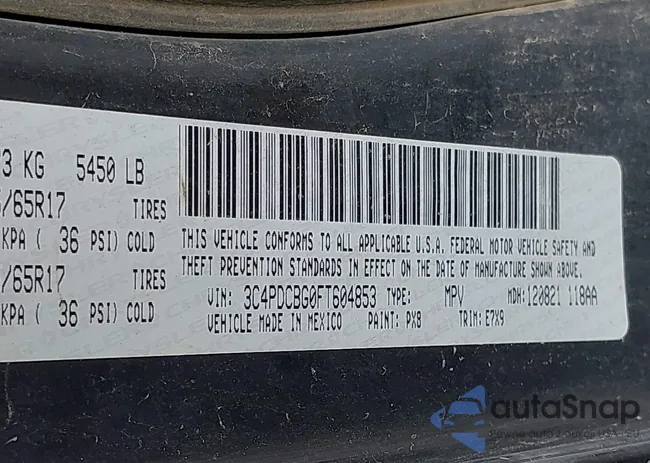 3 KG 5450 LB
/65R17 TIRES
KPA ( 36 PSI) COLD
/65R17 TIRES
KPA ( 36 PSI) COLD
THIS VEHICLE CONFORMS TO ALL APPLICABLE U.S.A. FEDERAL MOTOR VEHICLE SAFETY AND
THEFT PREVENTION STANDARDS IN EFFECT ON THE DATE OF MANUFACTURE SHOWN ABOVE.
VIN: 3C4PDCBG0FT604853 TYPE: MPV MDH: 120821 118AA
VEHICLE MADE IN MEXICO PAINT: PX8 TRIM: E7X9
autaSnap